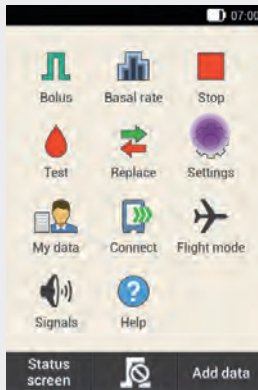 07:00
Bolus Basal rate Stop
Test Replace Settings
My data Connect Flight mode
Signals Help
?
Status screen Add data